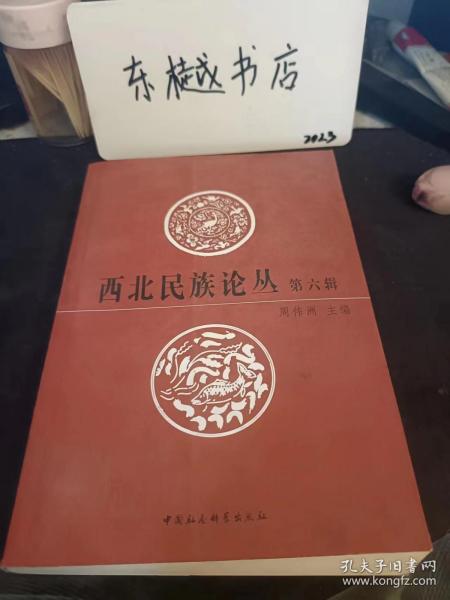 东樾书店
2023
西北民族论丛 第六辑
周伟洲 主编
中国社会科学出版社
孔夫子旧书网
www.kongfz.com